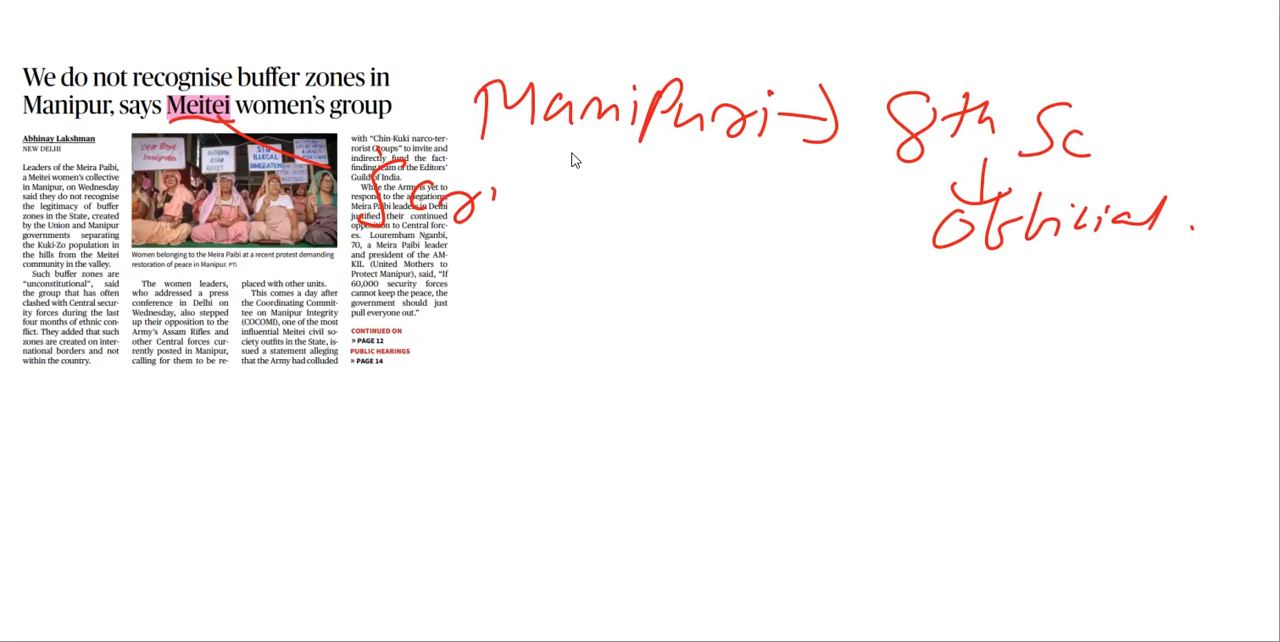 We do not recognise buffer zones in
Manipur, says Meitei women's group
Abhinay Lakshman
NEW DELHI
Leaders of the Meira Paibi,
a Meitei women's collective
in Manipur, on Wednesday
said they do not recognise
the legitimacy of buffer
zones in the State, created
by the Union and Manipur
governments separating
the Kuki-Zo population in
the hills from the Meitei
community in the valley.
Such buffer zones are
"unconstitutional", said
the group that has often
clashed with Central secur-
ity forces during the last
four months of ethnic con-
flict. They added that such
zones are created on inter-
national borders and not
within the country.
STOP
ILLEGAL
Women belonging to the Meira Paibi at a recent protest demanding
restoration of peace in Manipur. PTI
The women leaders,
who addressed a press
conference in Delhi on
Wednesday, also stepped
up their opposition to the
Army's Assam Rifles and
other Central forces cur-
rently posted in Manipur,
calling for them to be re-
placed with other units.
This comes a day after
the Coordinating Commit-
tee on Manipur Integrity
(COCOMI), one of the most
influential Meitei civil so-
ciety outfits in the State, is-
sued a statement alleging
that the Army had colluded
with "Chin-Kuki narco-ter-
rorist Groups" to invite and
indirectly fund the fact-
finding team of the Editors'
Guild of India.
While the Army is yet to
respond to the allegations,
Meira Paibi leaders in Delhi
justified their continued
opposition to Central forc-
es. Lourembam Nganbi,
70, a Meira Paibi leader
and president of the AM-
KIL (United Mothers to
Protect Manipur), said, "If
60,000 security forces
cannot keep the peace, the
government should just
pull everyone out."
CONTINUED ON
» PAGE 12
PUBLIC HEARINGS
» PAGE 14
Manipuri → 8th Sc